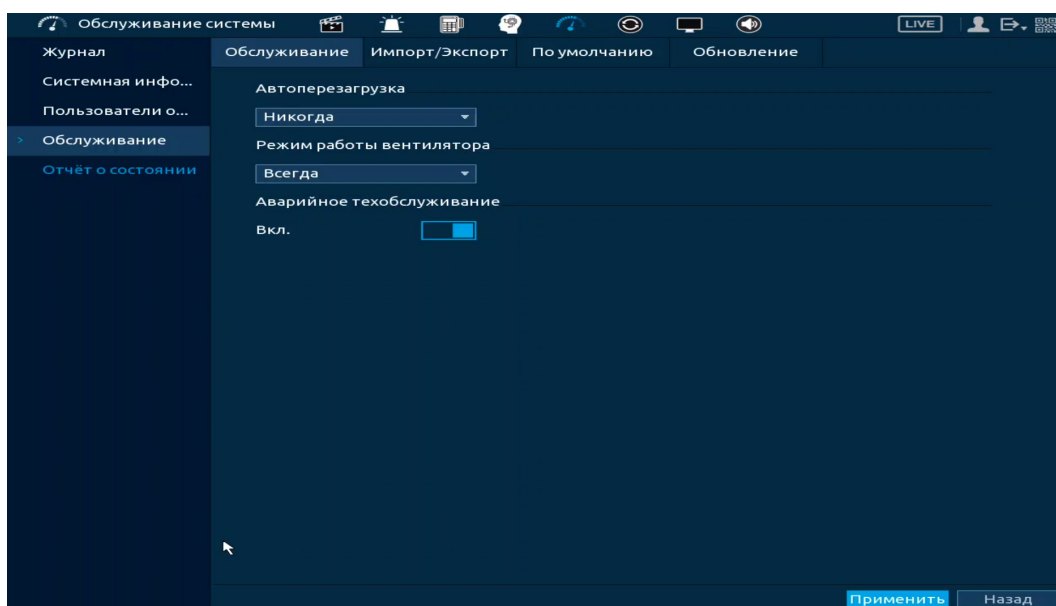 Обслуживание системы LIVE
Журнал
Системная инфо...
Пользователи о...
Обслуживание
Отчёт о состоянии
Обслуживание Импорт/Экспорт По умолчанию Обновление
Автоперезагрузка
Никогда
Режим работы вентилятора
Всегда
Аварийное техобслуживание
Вкл.
Применить Назад